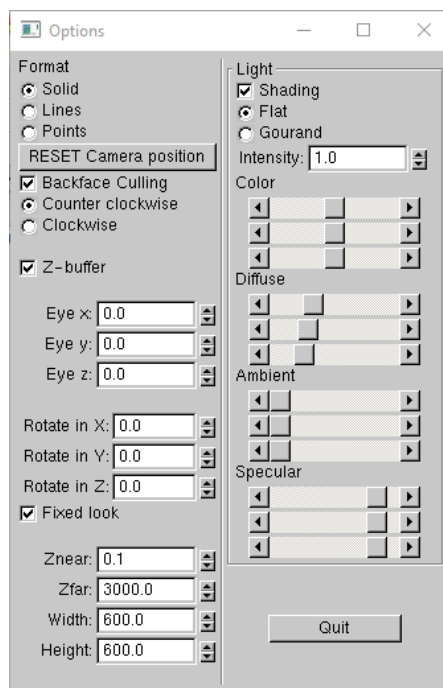 Options
Format
Solid
Lines
Points
RESET Camera position
Backface Culling
Counter clockwise
Clockwise
Z-buffer
Eye x: 0.0
Eye y: 0.0
Eye z: 0.0
Rotate in X: 0.0
Rotate in Y: 0.0
Rotate in Z: 0.0
Fixed look
Znear: 0.1
Zfar: 3000.0
Width: 600.0
Height: 600.0
Light
Shading
Flat
Gourand
Intensity: 1.0
Color
Diffuse
Ambient
Specular
Quit